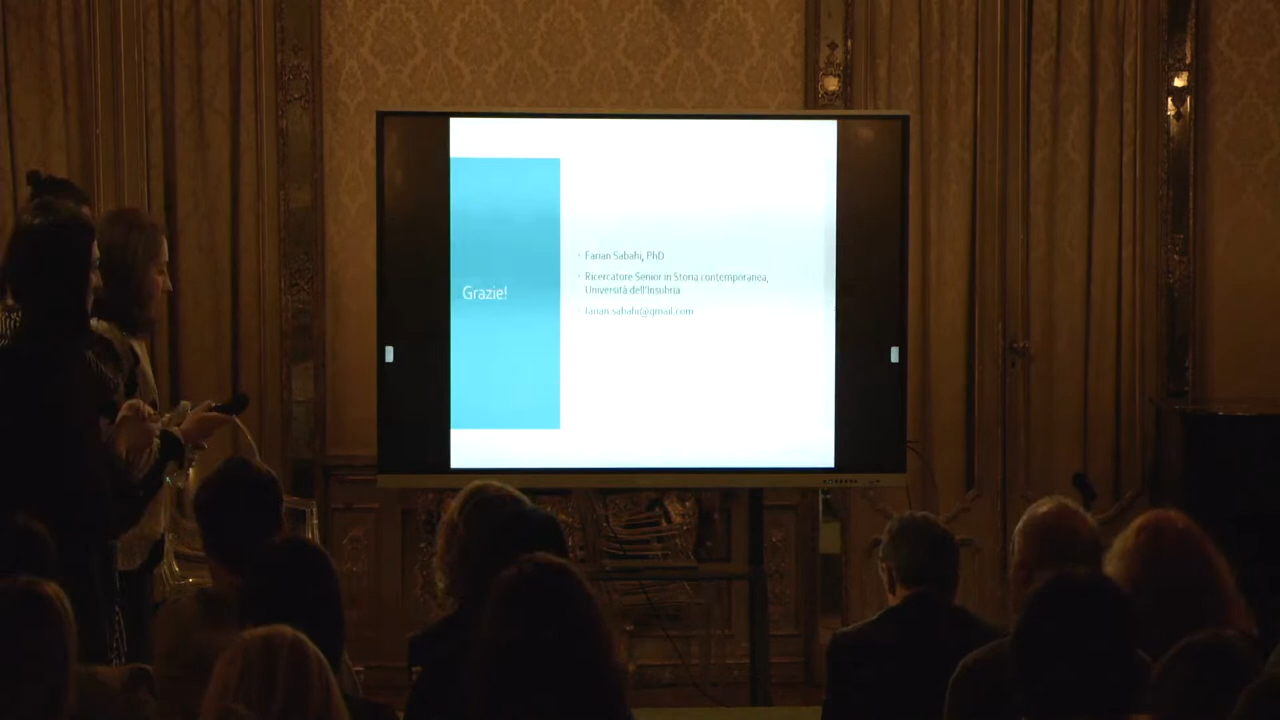 Grazie!
Farian Sabahi, PhD
Ricercatore Senior in Storia contemporanea,
Università dell'Insubria
farian.sabahi@gmail.com